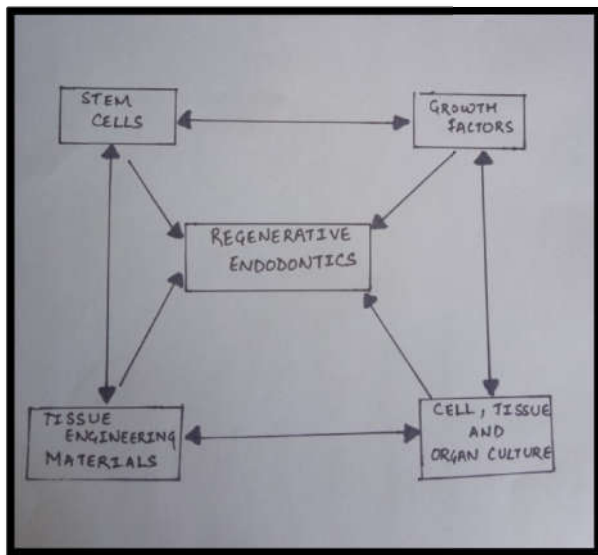 STEM
CELLS
GROWTH
FACTORS
REGENERATIVE
ENDODONTICS
TISSUE
ENGINEERING
MATERIALS
CELL, TISSUE
AND
ORGAN CULTURE